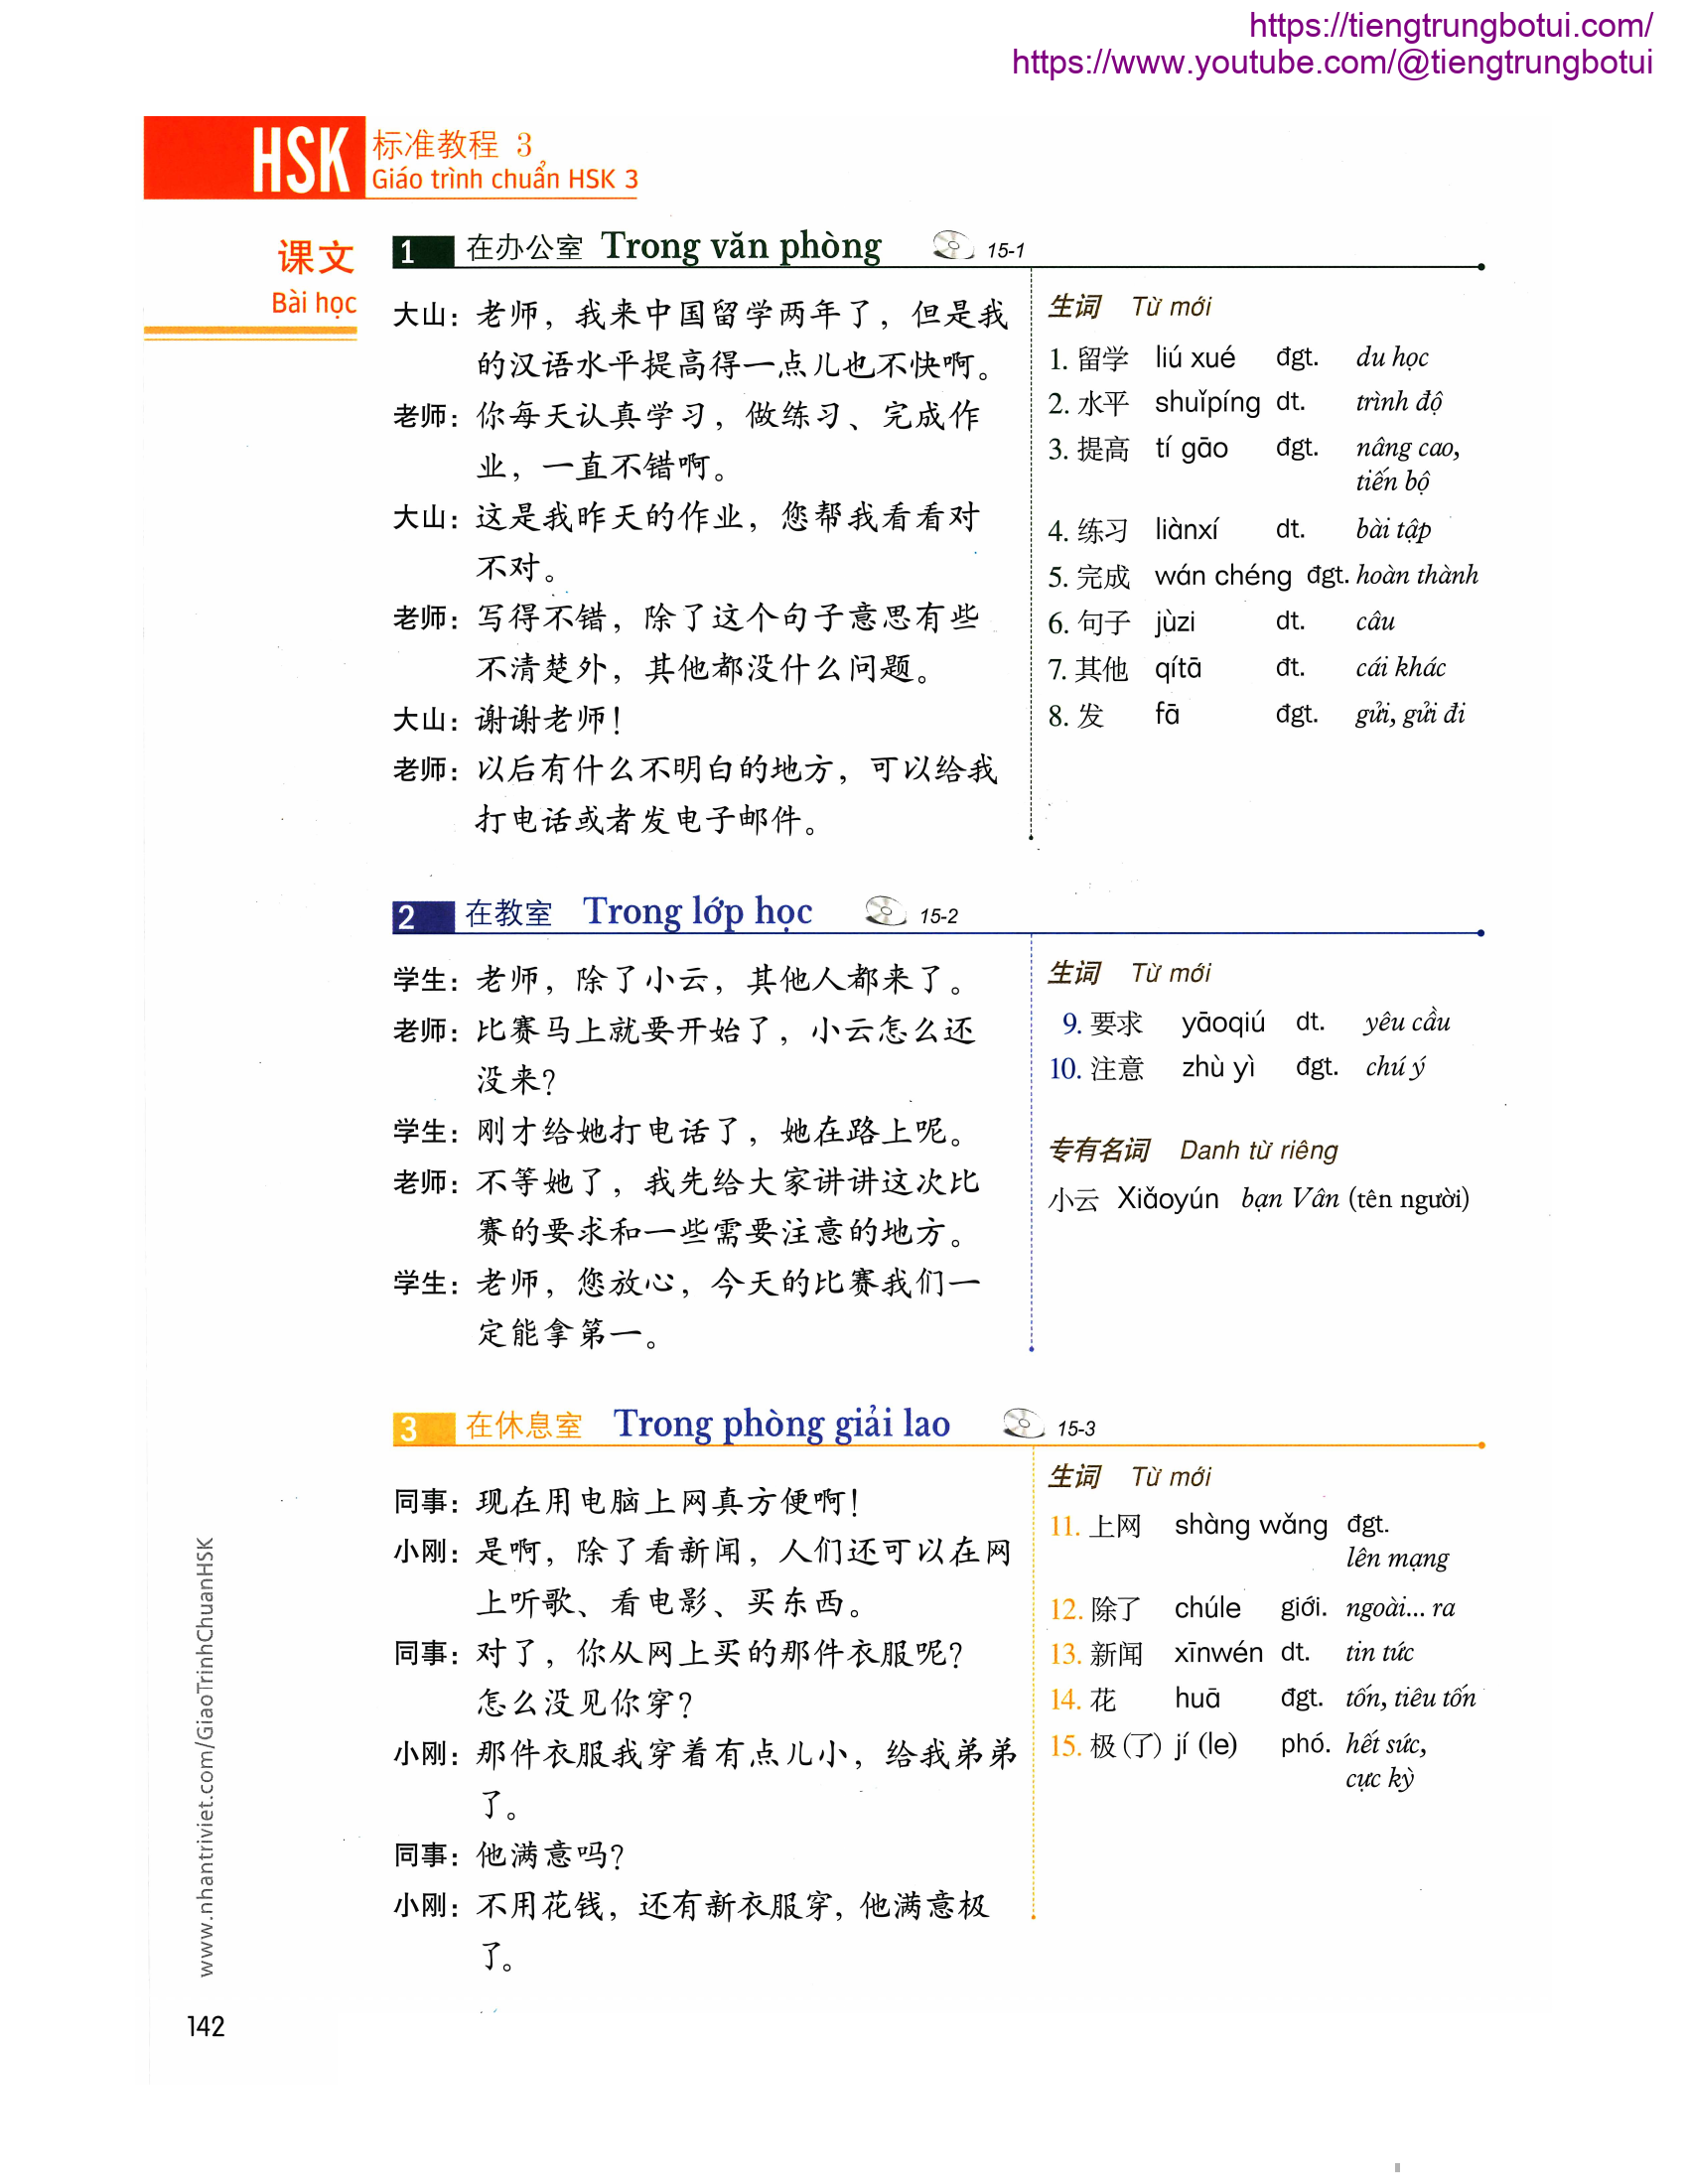 https://tiengtrungbotui.com/
https://www.youtube.com/@tiengtrungbotui
HSK 标准教程 3
Giáo trình chuẩn HSK 3
课文
Bài học
1 在办公室 Trong văn phòng 15-1
大山：老师，我来中国留学两年了，但是我
的汉语水平提高得一点儿也不快啊。
老师：你每天认真学习，做练习、完成作
业，一直不错啊。
大山：这是我昨天的作业，您帮我看看对
不对。
老师：写得不错，除了这个句子意思有些
不清楚外，其他都没什么问题。
大山：谢谢老师！
老师：以后有什么不明白的地方，可以给我
打电话或者发电子邮件。
生词 Từ mới
1. 留学 liú xué đgt. du học
2. 水平 shuǐpíng dt. trình độ
3. 提高 tí gāo đgt. nâng cao,
tiến bộ
4. 练习 liànxí dt. bài tập
5. 完成 wán chéng đgt. hoàn thành
6. 句子 jùzi dt. câu
7. 其他 qítā đt. cái khác
8. 发 fā đgt. gửi, gửi đi
2 在教室 Trong lớp học 15-2
学生：老师，除了小云，其他人都来了。
老师：比赛马上就要开始了，小云怎么还
没来？
学生：刚才给她打电话了，她在路上呢。
老师：不等她了，我先给大家讲讲这次比
赛的要求和一些需要注意的地方。
学生：老师，您放心，今天的比赛我们一
定能拿第一。
生词 Từ mới
9. 要求 yāoqiú dt. yêu cầu
10. 注意 zhù yì đgt. chú ý
专有名词 Danh từ riêng
小云 Xiǎoyún bạn Vân (tên người)
3 在休息室 Trong phòng giải lao 15-3
同事：现在用电脑上网真方便啊！
小刚：是啊，除了看新闻，人们还可以在网
上听歌、看电影、买东西。
同事：对了，你从网上买的那件衣服呢？
怎么没见你穿？
小刚：那件衣服我穿着有点儿小，给我弟弟
了。
同事：他满意吗？
小刚：不用花钱，还有新衣服穿，他满意极
了。
生词 Từ mới
11. 上网 shàng wǎng đgt.
lên mạng
12. 除了 chúle giới. ngoài... ra
13. 新闻 xīnwén dt. tin tức
14. 花 huā đgt. tốn, tiêu tốn
15. 极（了） jí (le) phó. hết sức,
cực kỳ
www.nhantriviet.com/GiaoTrinhChuanHSK
142